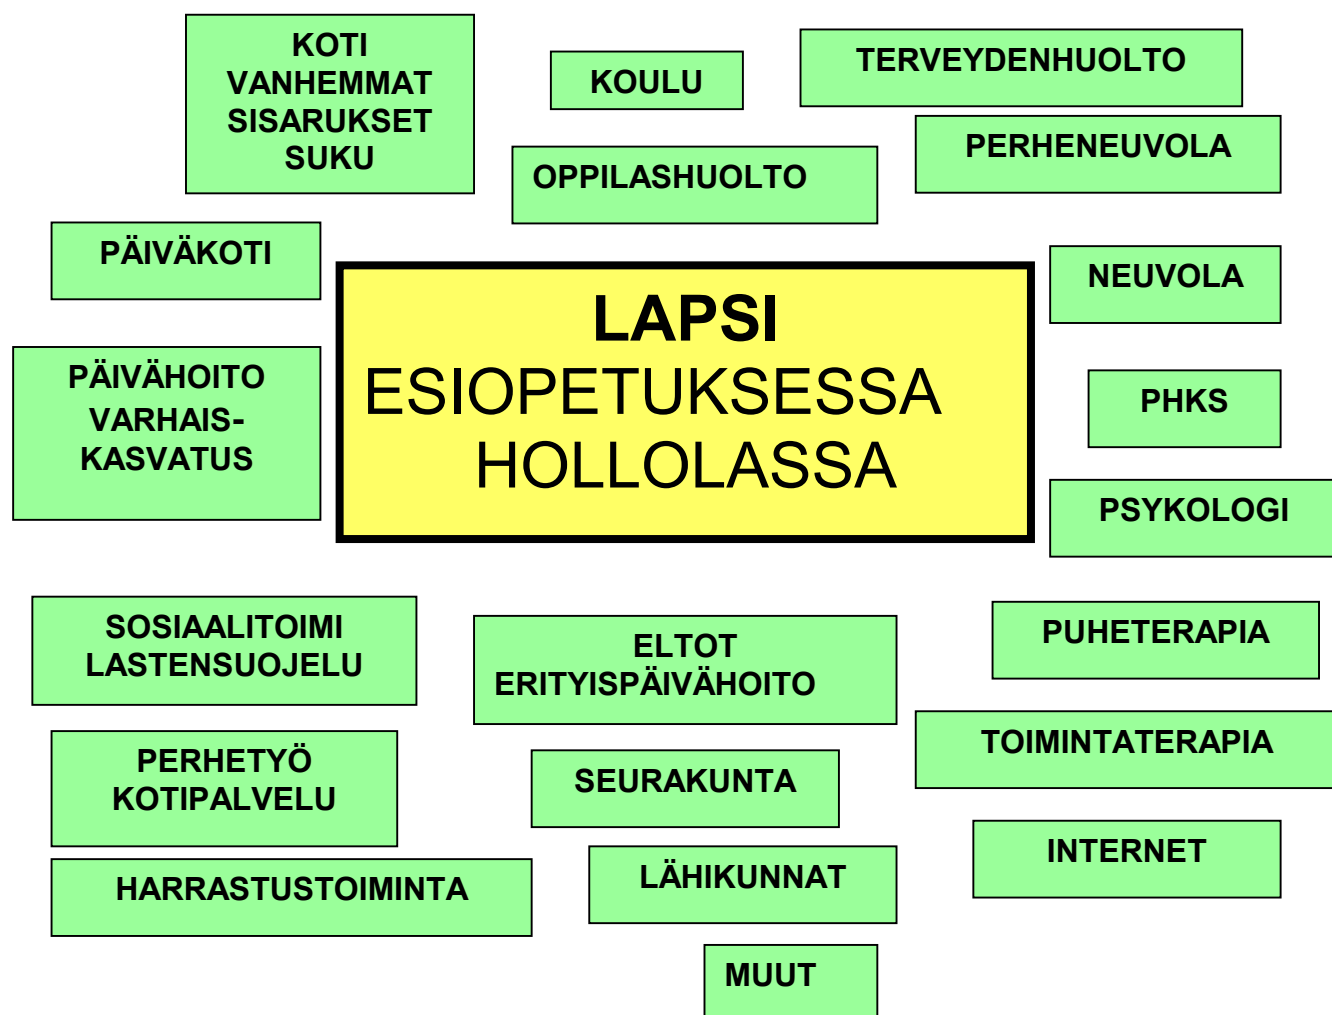 KOTI
VANHEMMAT
SISARUKSET
SUKU
KOULU
TERVEYDENHUOLTO
PERHENEUVOLA
OPPILASHUOLTO
PÄIVÄKOTI
NEUVOLA
LAPSI
ESIOPETUKSESSA
HOLLOLASSA
PÄIVÄHOITO
VARHAIS-
KASVATUS
PHKS
PSYKOLOGI
SOSIAALITOIMI
LASTENSUOJELU
ELTOT
ERITYISPÄIVÄHOITO
PUHETERAPIA
PERHETYÖ
KOTIPALVELU
SEURAKUNTA
TOIMINTATERAPIA
HARRASTUSTOIMINTA
LÄHIKUNNAT
INTERNET
MUUT